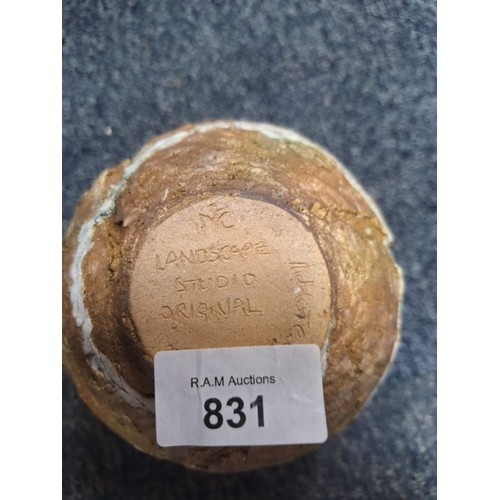 NC
LANDSCAPE
STUDIO
ORIGINAL
R.A.M Auctions
831